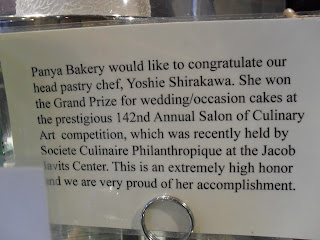 Panya Bakery would like to congratulate our
head pastry chef, Yoshie Shirakawa. She won
the Grand Prize for wedding/occasion cakes at
the prestigious 142nd Annual Salon of Culinary
Art competition, which was recently held by
Societe Culinaire Philanthropique at the Jacob
Javits Center. This is an extremely high honor
and we are very proud of her accomplishment.